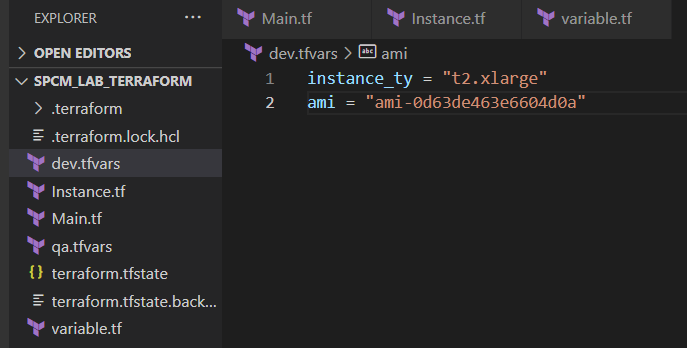 EXPLORER
...
OPEN EDITORS
SPCM_LAB_TERRAFORM
.terraform
.terraform.lock.hcl
dev.tfvars
Instance.tf
Main.tf
qa.tfvars
{} terraform.tfstate
terraform.tfstate.back...
variable.tf
Main.tf Instance.tf variable.tf
dev.tfvars > abc ami
1 instance_ty = "t2.xlarge"
2 ami = "ami-0d63de463e6604d0a"